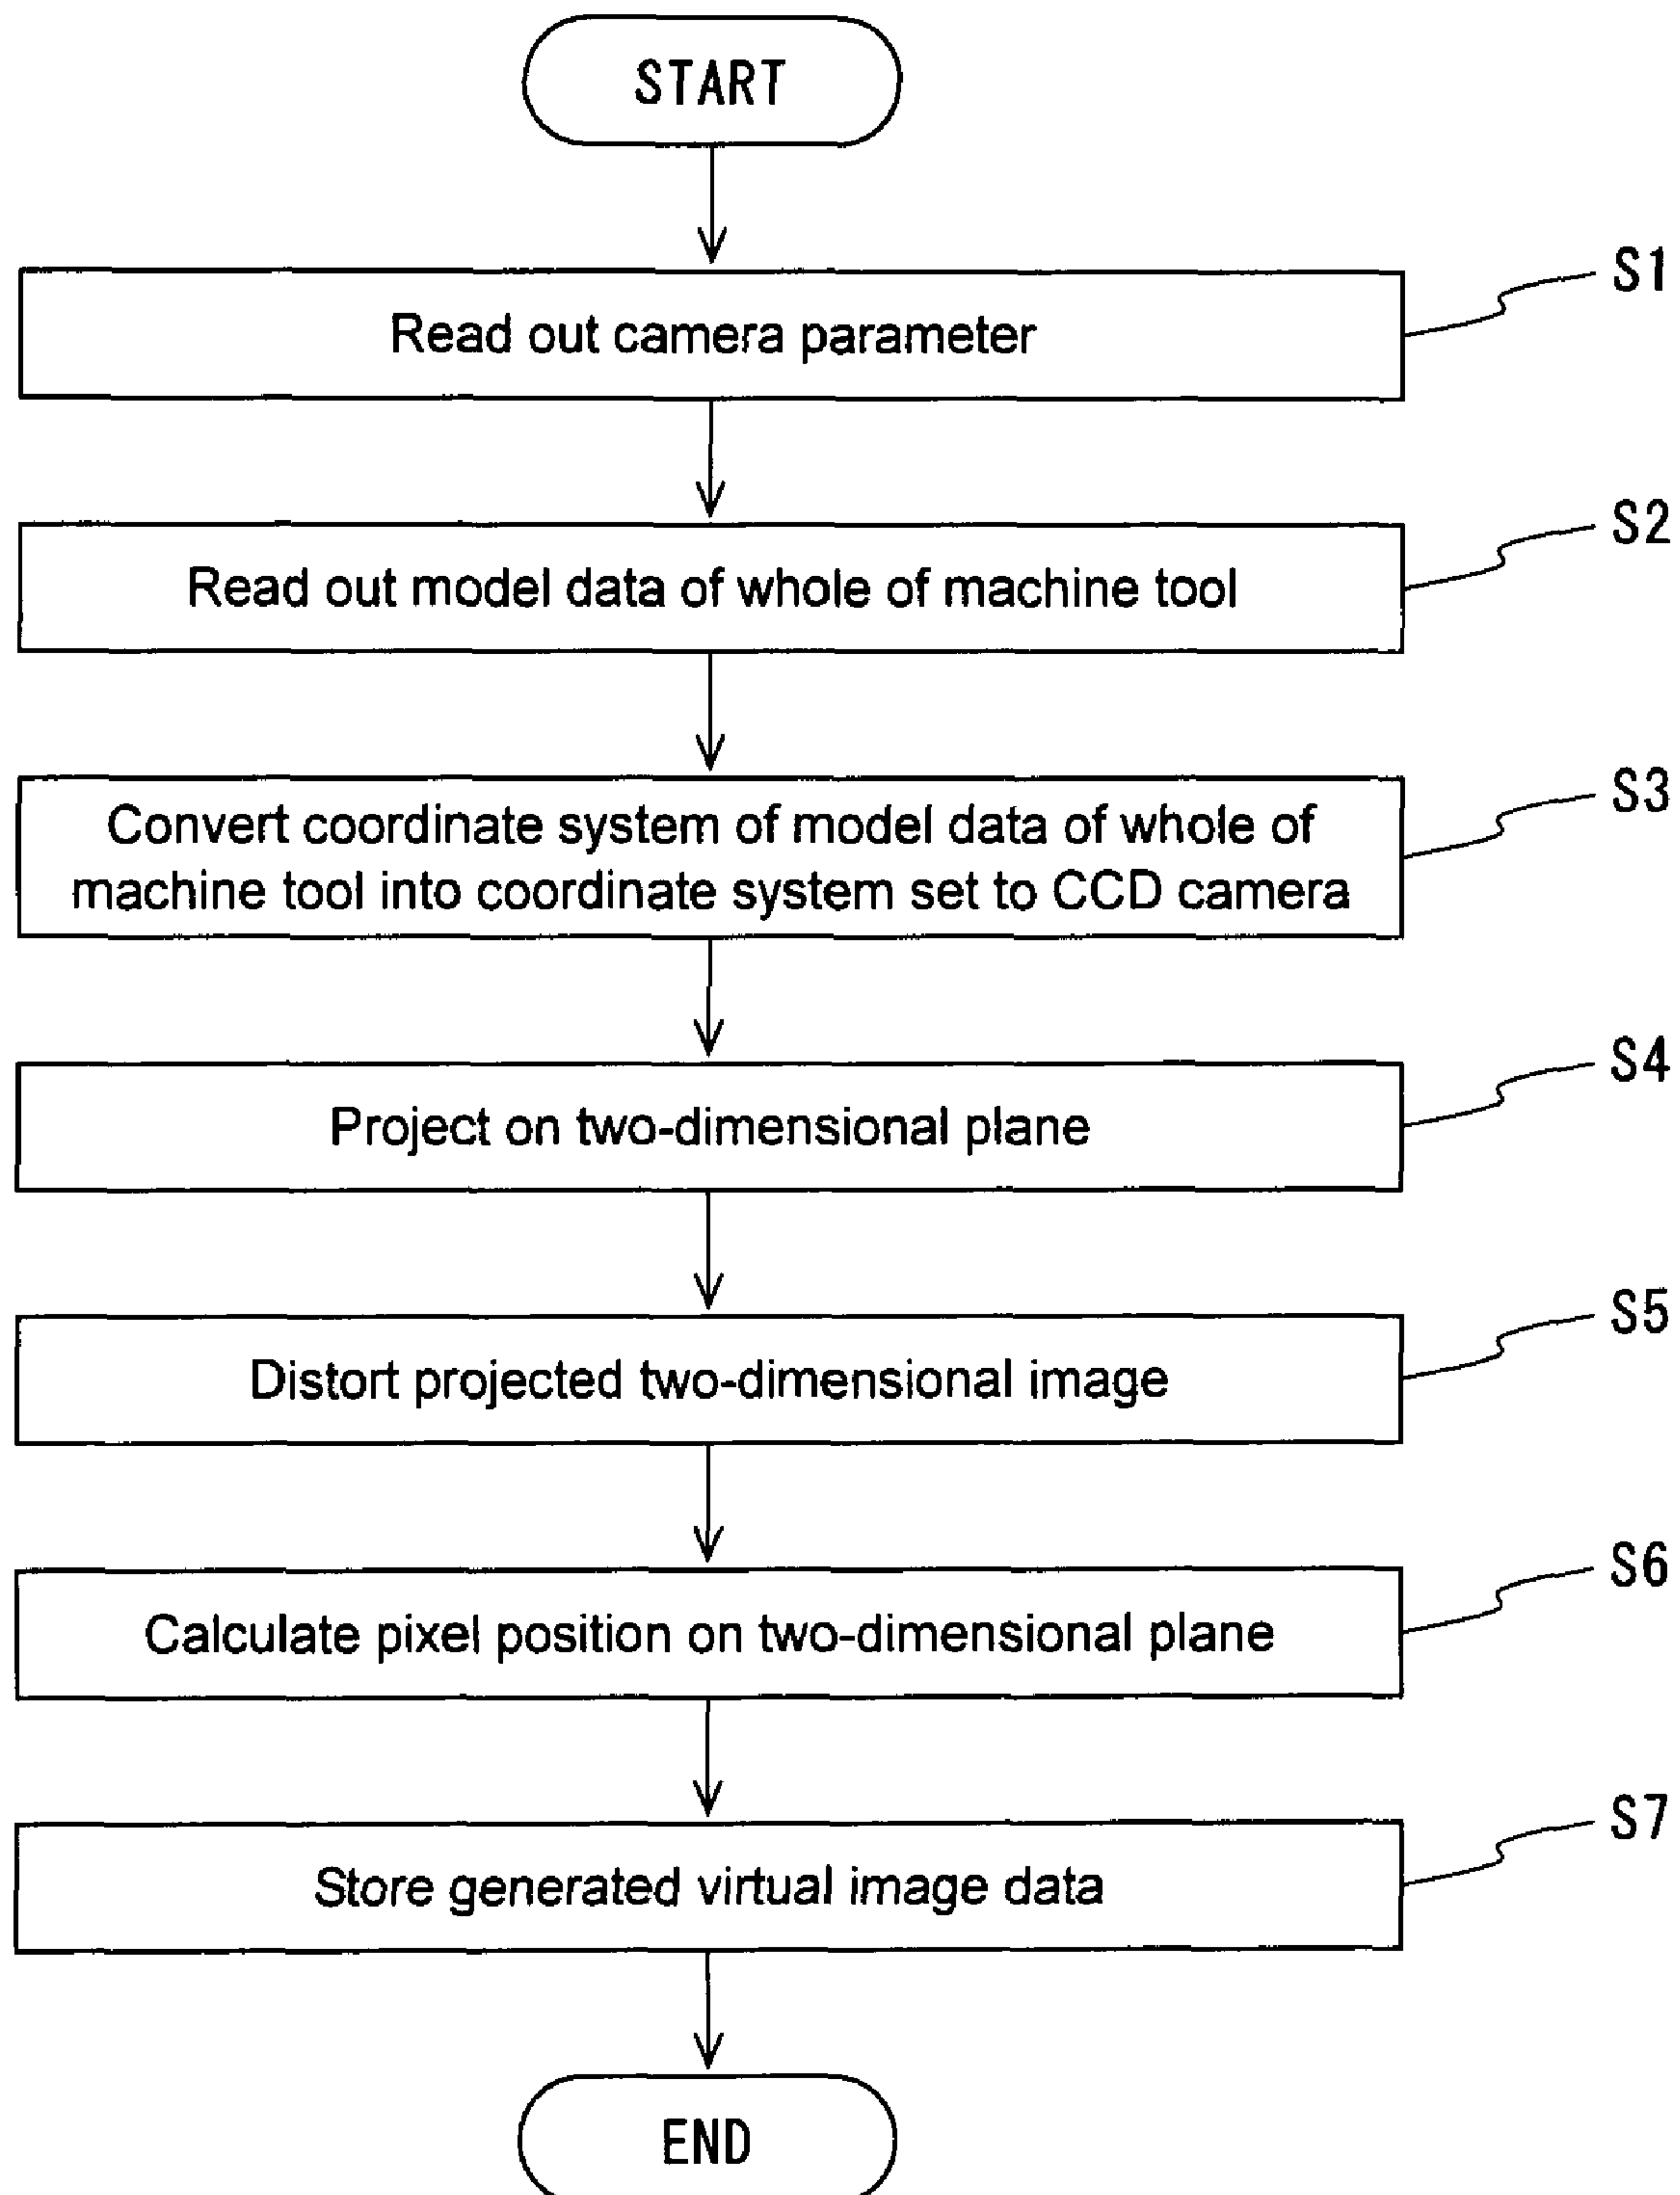 START
S1
Read out camera parameter
S2
Read out model data of whole of machine tool
S3
Convert coordinate system of model data of whole of
machine tool into coordinate system set to CCD camera
S4
Project on two-dimensional plane
S5
Distort projected two-dimensional image
S6
Calculate pixel position on two-dimensional plane
S7
Store generated virtual image data
END